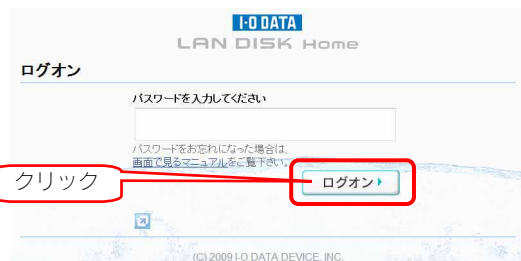 I-O DATA
LAN DISK Home
ログオン
パスワードを入力してください
パスワードをお忘れになった場合は、
画面で見るマニュアルをご覧下さい。
クリック
ログオン
(C) 2009 I-O DATA DEVICE, INC.